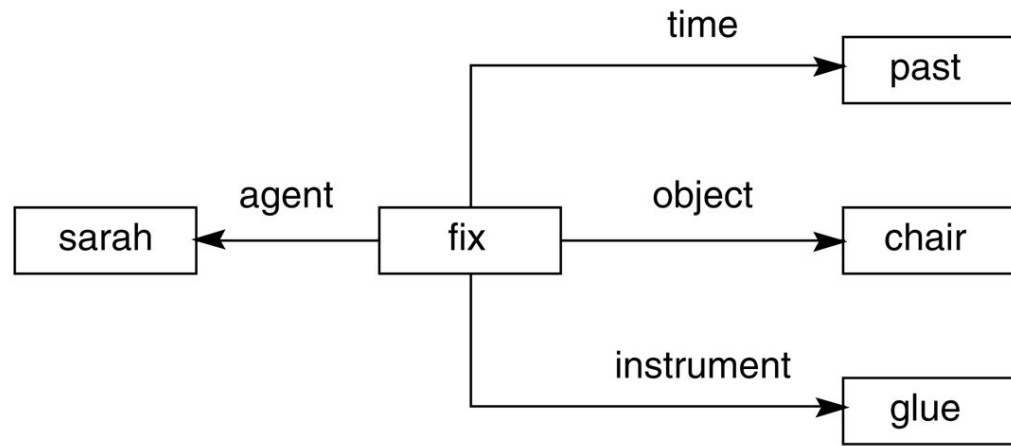 time
past
agent
object
sarah
fix
chair
instrument
glue